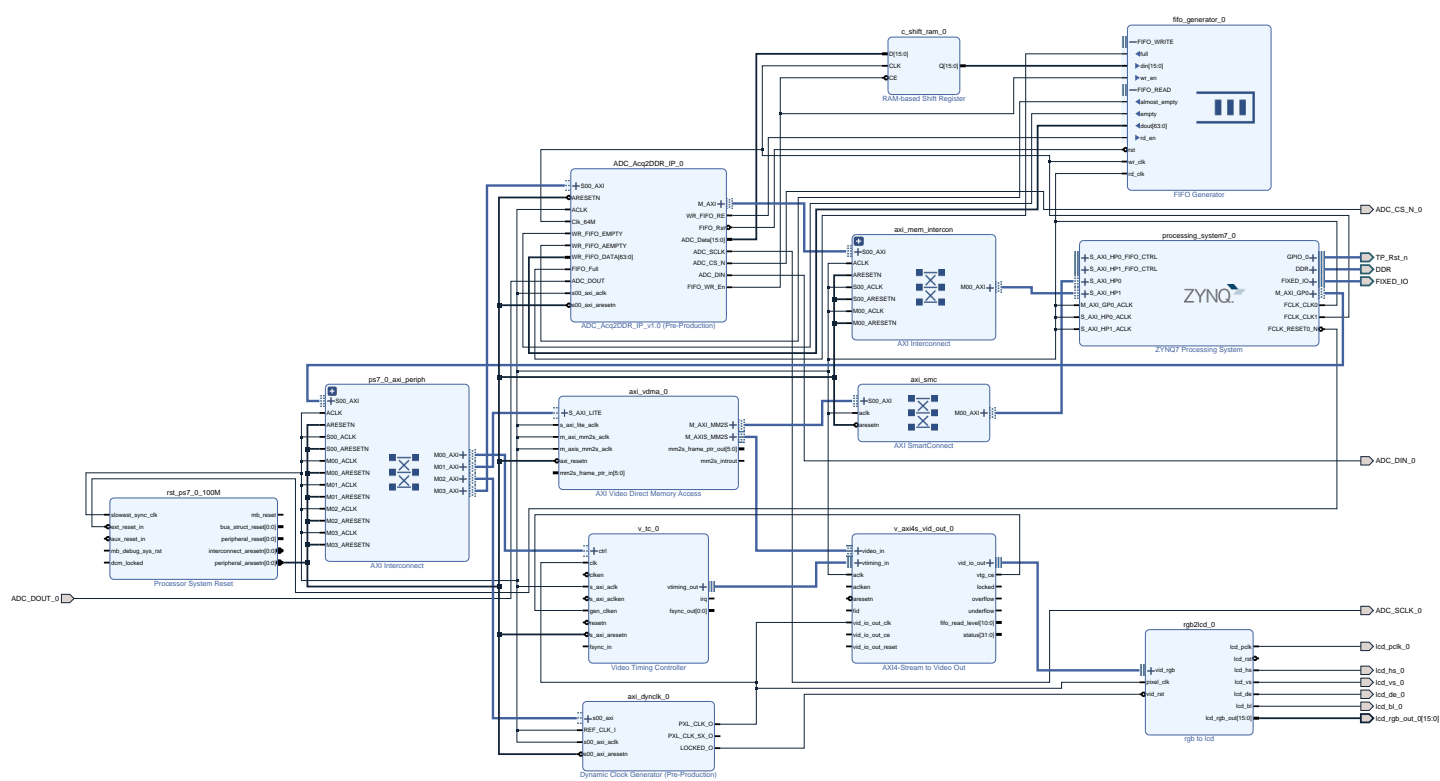 fifo_generator_0
FIFO_WRITE
full
din[15:0]
wr_en
FIFO_READ
almost_empty
empty
dout[63:0]
rd_en
rst
wr_clk
rd_clk
FIFO Generator
c_shift_ram_0
D[15:0]
CLK
CE
Q[15:0]
RAM-based Shift Register
ADC_Acq2DDR_IP_0
S00_AXI
ARESETN
ACLK
Clk_64M
WR_FIFO_EMPTY
WR_FIFO_AEMPTY
WR_FIFO_DATA[63:0]
FIFO_Full
ADC_DOUT
s00_axi_aclk
s00_axi_aresetn
M_AXI
WR_FIFO_RE
FIFO_Rst
ADC_Data[15:0]
ADC_SCLK
ADC_CS_N
ADC_DIN
FIFO_WR_En
ADC_Acq2DDR_IP_v1.0 (Pre-Production)
ADC_CS_N_0
axi_mem_intercon
S00_AXI
ACLK
ARESETN
S00_ACLK
S00_ARESETN
M00_ACLK
M00_ARESETN
M00_AXI
AXI Interconnect
processing_system7_0
S_AXI_HP0_FIFO_CTRL
S_AXI_HP1_FIFO_CTRL
S_AXI_HP0
S_AXI_HP1
M_AXI_GP0_ACLK
S_AXI_HP0_ACLK
S_AXI_HP1_ACLK
ZYNQ
GPIO_0
DDR
FIXED_IO
M_AXI_GP0
FCLK_CLK0
FCLK_CLK1
FCLK_RESET0_N
ZYNQ7 Processing System
TP_Rst_n
DDR
FIXED_IO
ps7_0_axi_periph
S00_AXI
ACLK
ARESETN
S00_ACLK
S00_ARESETN
M00_ACLK
M00_ARESETN
M01_ACLK
M01_ARESETN
M02_ACLK
M02_ARESETN
M03_ACLK
M03_ARESETN
M00_AXI
M01_AXI
M02_AXI
M03_AXI
AXI Interconnect
axi_vdma_0
S_AXI_LITE
s_axi_lite_aclk
m_axi_mm2s_aclk
m_axis_mm2s_aclk
axi_resetn
mm2s_frame_ptr_in[5:0]
M_AXI_MM2S
M_AXIS_MM2S
mm2s_frame_ptr_out[5:0]
mm2s_introut
AXI Video Direct Memory Access
axi_smc
S00_AXI
aclk
aresetn
M00_AXI
AXI SmartConnect
ADC_DIN_0
rst_ps7_0_100M
slowest_sync_clk
ext_reset_in
aux_reset_in
mb_debug_sys_rst
dcm_locked
mb_reset
bus_struct_reset[0:0]
peripheral_reset[0:0]
interconnect_aresetn[0:0]
peripheral_aresetn[0:0]
Processor System Reset
ADC_DOUT_0
v_tc_0
ctrl
clk
clken
s_axi_aclk
s_axi_aclken
gen_clken
resetn
s_axi_aresetn
fsync_in
vtiming_out
irq
fsync_out[0:0]
Video Timing Controller
v_axi4s_vid_out_0
video_in
vtiming_in
aclk
aclken
aresetn
fid
vid_io_out_clk
vid_io_out_ce
vid_io_out_reset
vid_io_out
vtg_ce
locked
overflow
underflow
fifo_read_level[10:0]
status[31:0]
AXI4-Stream to Video Out
ADC_SCLK_0
rgb2lcd_0
vid_rgb
pixel_clk
vid_rst
lcd_pclk
lcd_rst
lcd_hs
lcd_vs
lcd_de
lcd_bl
lcd_rgb_out[15:0]
rgb to lcd
lcd_pclk_0
lcd_hs_0
lcd_vs_0
lcd_de_0
lcd_bl_0
lcd_rgb_out_0[15:0]
axi_dynclk_0
s00_axi
REF_CLK_I
s00_axi_aclk
s00_axi_aresetn
PXL_CLK_O
PXL_CLK_5X_O
LOCKED_O
Dynamic Clock Generator (Pre-Production)